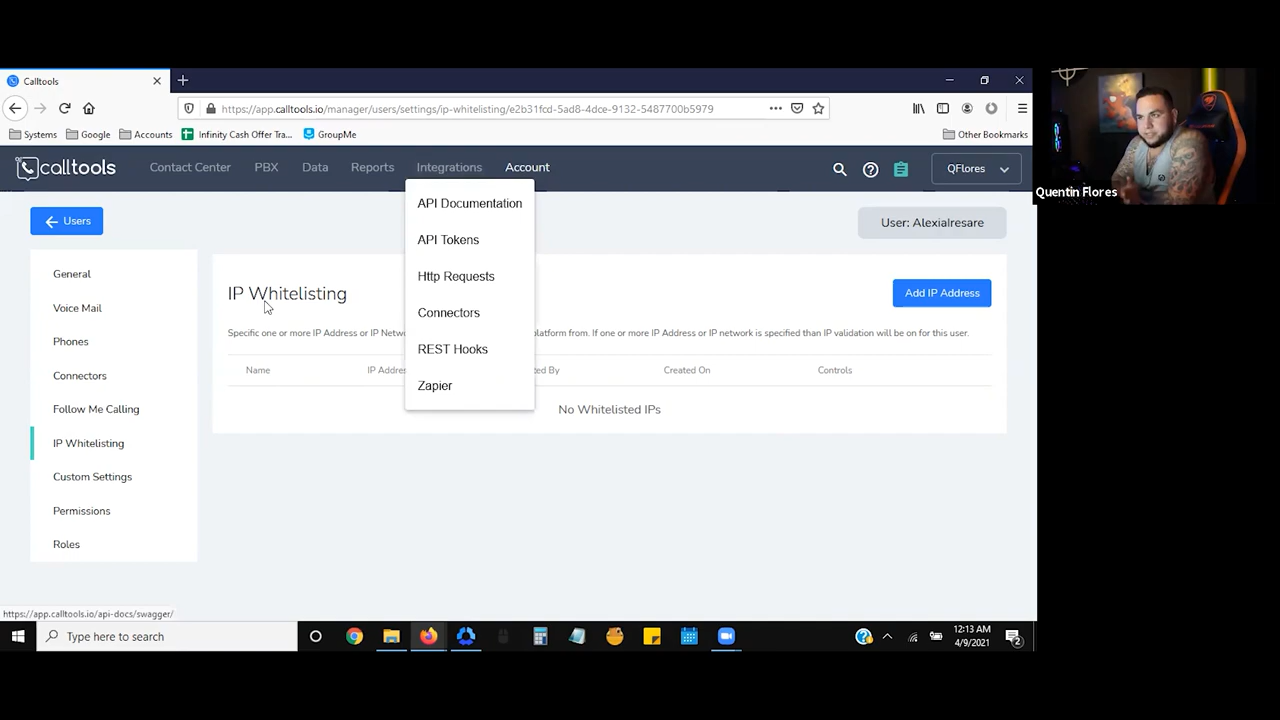 Calltools
https://app.calltools.io/manager/users/settings/ip-whitelisting/e2b31fcd-5ad8-4dce-9132-5487700b5979
Systems Google Accounts Infinity Cash Offer Tra... GroupMe Other Bookmarks
calltools Contact Center PBX Data Reports Integrations Account QFlores
Quentin Flores
API Documentation
API Tokens
Http Requests
Connectors
REST Hooks
Zapier
Users
User: AlexiaIresare
General
Voice Mail
Phones
Connectors
Follow Me Calling
IP Whitelisting
Custom Settings
Permissions
Roles
IP Whitelisting
Add IP Address
Specific one or more IP Address or IP Netw platform from. If one or more IP Address or IP network is specified than IP validation will be on for this user.
Name IP Addres ted By Created On Controls
No Whitelisted IPs
https://app.calltools.io/api-docs/swagger/
Type here to search
12:13 AM
4/9/2021
2